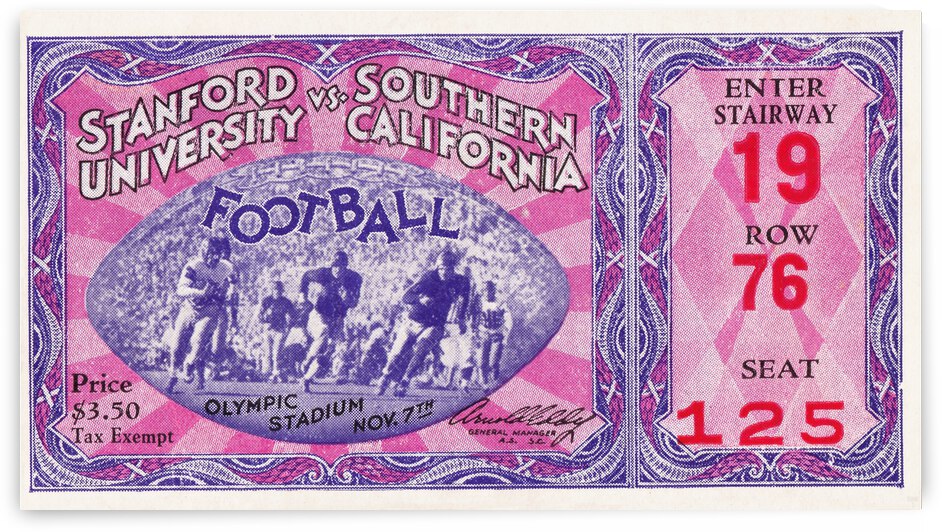 STANFORD UNIVERSITY
VS.
SOUTHERN CALIFORNIA
FOOTBALL
OLYMPIC
STADIUM
NOV. 7TH
Price
$3.50
Tax Exempt
GENERAL MANAGER
A.S. S.C.
ENTER
STAIRWAY
19
ROW
76
SEAT
125